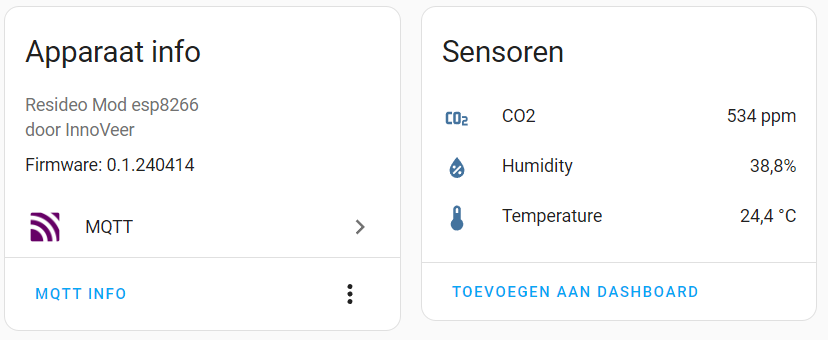 Apparaat info
Resideo Mod esp8266
door InnoVeer
Firmware: 0.1.240414
MQTT
MQTT INFO
Sensoren
CO2 CO2 534 ppm
Humidity 38,8%
Temperature 24,4 °C
TOEVOEGEN AAN DASHBOARD